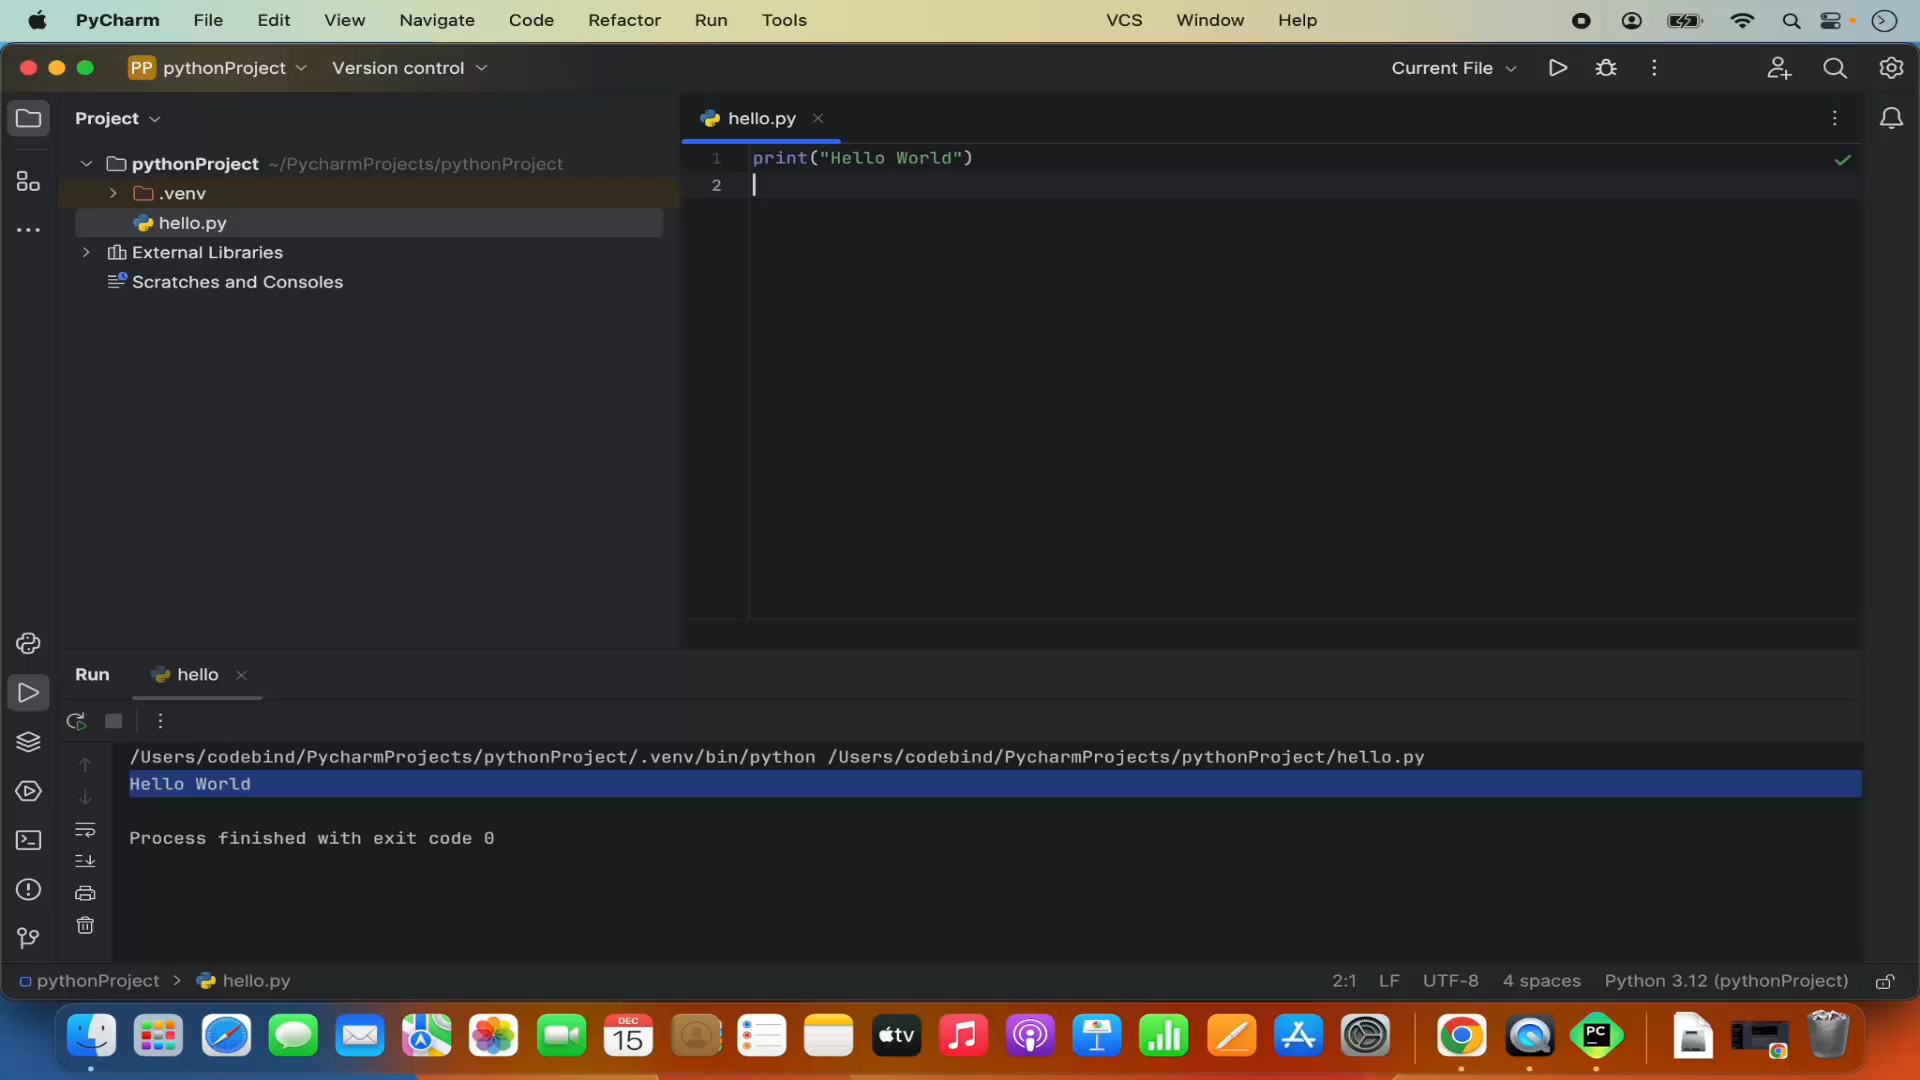 PyCharm File Edit View Navigate Code Refactor Run Tools VCS Window Help
PP pythonProject Version control Current File
Project
hello.py
pythonProject ~/PycharmProjects/pythonProject
.venv
hello.py
External Libraries
Scratches and Consoles
1 print("Hello World")
2
Run hello
/Users/codebind/PycharmProjects/pythonProject/.venv/bin/python /Users/codebind/PycharmProjects/pythonProject/hello.py
Hello World
Process finished with exit code 0
pythonProject > hello.py 2:1 LF UTF-8 4 spaces Python 3.12 (pythonProject)
DEC
15
tv
PC